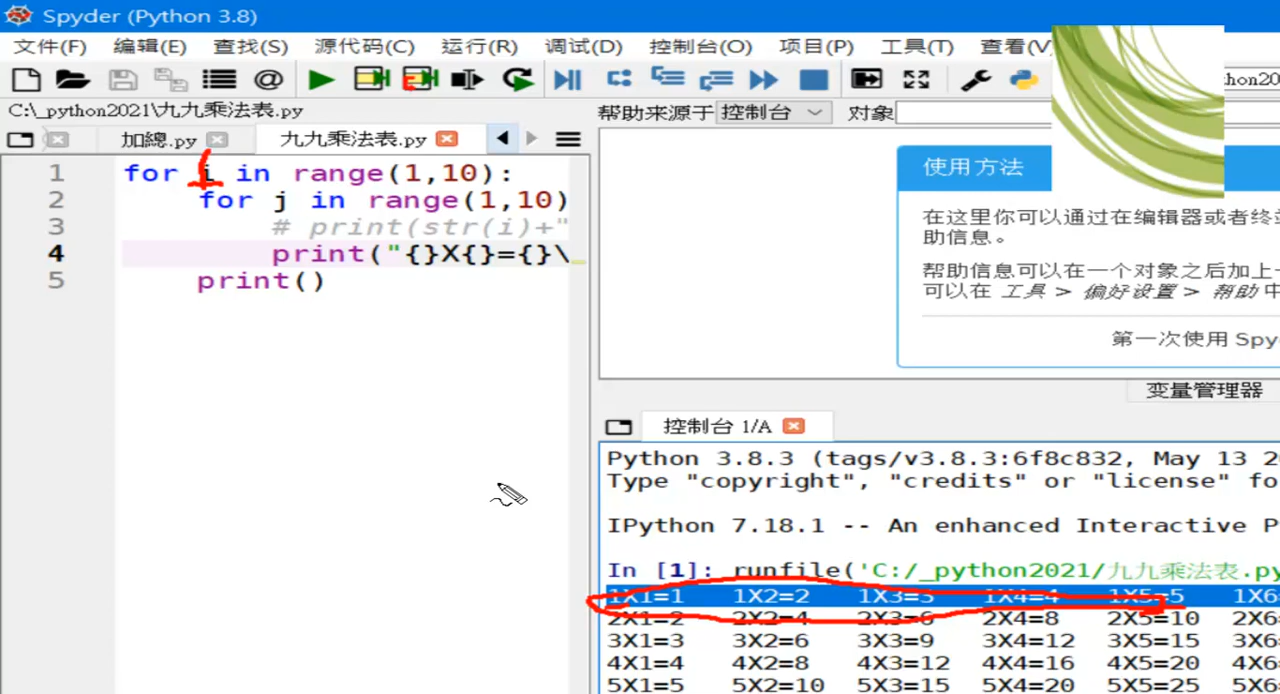 Spyder (Python 3.8)
文件(F) 编辑(E) 查找(S) 源代码(C) 运行(R) 调试(D) 控制台(O) 项目(P) 工具(T) 查看(V
C:\_python2021\九九乘法表.py
帮助来源于 控制台 对象
加總.py 九九乘法表.py
1 for i in range(1,10):
2 for j in range(1,10)
3 # print(str(i)+"
4 print("{}X{}={}\
5 print()
使用方法
在这里你可以通过在编辑器或者终
助信息。
帮助信息可以在一个对象之后加上
可以在 工具 > 偏好设置 > 帮助 中
第一次使用 Spy
变量管理器
控制台 1/A
Python 3.8.3 (tags/v3.8.3:6f8c832, May 13 2
Type "copyright", "credits" or "license" fo
IPython 7.18.1 -- An enhanced Interactive P
In [1]: runfile('C:/_python2021/九九乘法表.py
1X1=1 1X2=2 1X3=3 1X4=4 1X5=5 1X6=
2X1=2 2X2=4 2X3=6 2X4=8 2X5=10 2X6=
3X1=3 3X2=6 3X3=9 3X4=12 3X5=15 3X6=
4X1=4 4X2=8 4X3=12 4X4=16 4X5=20 4X6=
5X1=5 5X2=10 5X3=15 5X4=20 5X5=25 5X6=